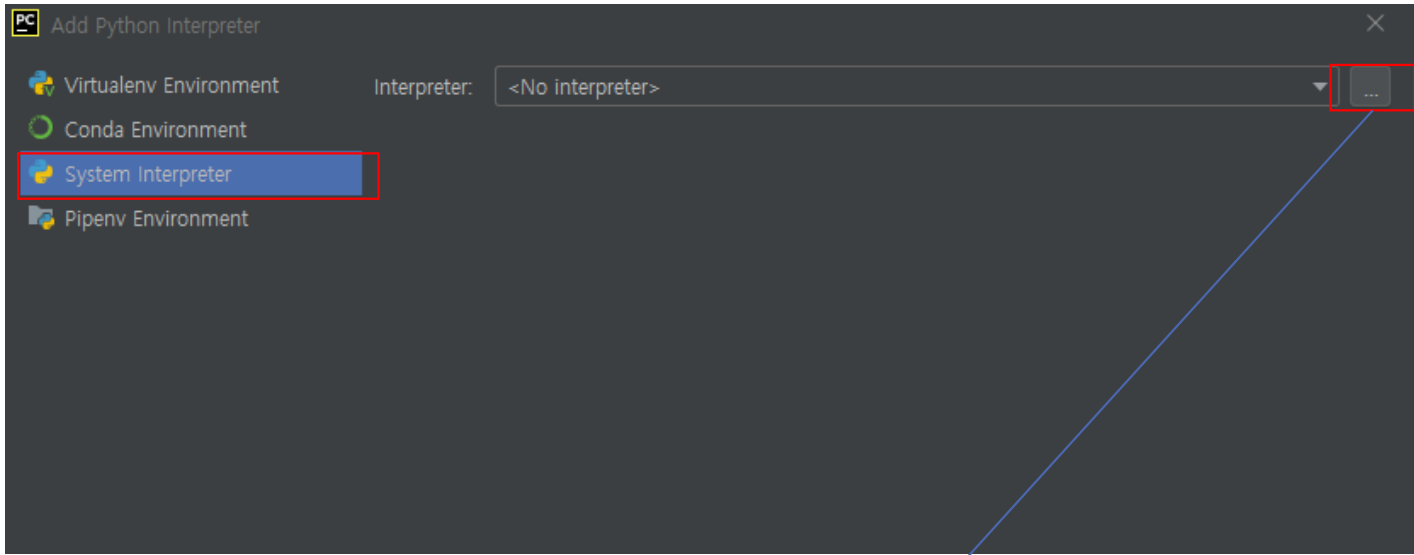 PC Add Python Interpreter
Virtualenv Environment
Interpreter: <No interpreter> ...
Conda Environment
System Interpreter
Pipenv Environment